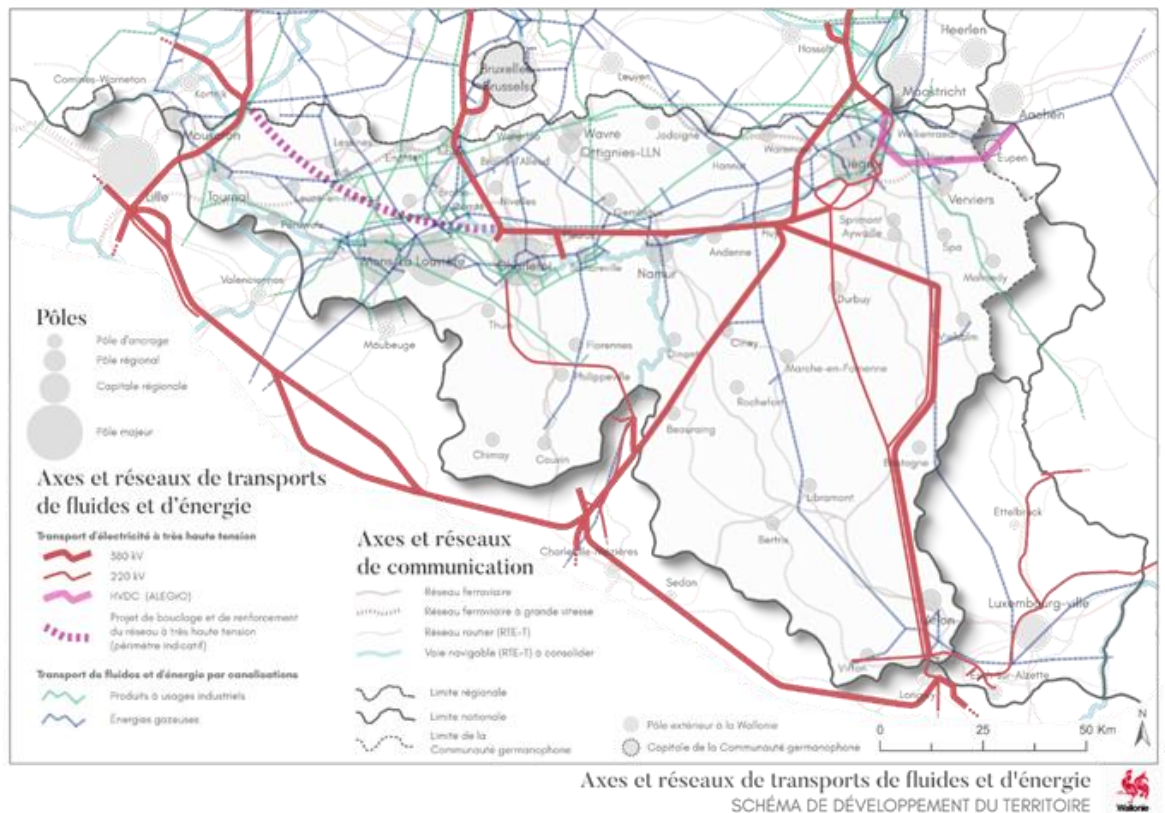 Heerlen
Hasselt
Comines-Warneton
Kortrijk
Bruxelles
Brussels
Leuven
Maastricht
Aachen
Mouscron
Lessines
Enghien
Waterloo
Wavre
Ottignies-LLN
Jodoigne
Hannut
Waremme
Liège
Welkenraedt
Eupen
Verviers
Lille
Tournai
Leuze-en-Hainaut
Nivelles
Gembloux
Péruwelz
Valenciennes
Mons
La Louvière
Charleroi
Namur
Andenne
Huy
Sprimont
Aywaille
Spa
Malmedy
Maubeuge
Thuin
Florennes
Philippeville
Dinant
Ciney
Durbuy
Vielsalm
Marche-en-Famenne
Rochefort
Beauraing
Chimay
Couvin
Bastogne
Libramont
Bertrix
Ettelbruck
Charleville-Mézières
Sedan
Luxembourg-ville
Arlon
Virton
Esch-sur-Alzette
Longwy
Pôles
Pôle d'ancrage
Pôle régional
Capitale régionale
Pôle majeur
Axes et réseaux de transports
de fluides et d'énergie
Transport d'électricité à très haute tension
380 kV
220 kV
HVDC (ALEGrO)
Projet de bouclage et de renforcement
du réseau à très haute tension
(périmètre indicatif)
Transport de fluides et d'énergie par canalisations
Produits à usages industriels
Energies gazeuses
Axes et réseaux
de communication
Réseau ferroviaire
Réseau ferroviaire à grande vitesse
Réseau routier (RTE-T)
Voie navigable (RTE-T) à consolider
Limite régionale
Limite nationale
Limite de la
Communauté germanophone
Pôle extérieur à la Wallonie
Capitale de la Communauté germanophone
0 25 50 Km
N
Axes et réseaux de transports de fluides et d'énergie
SCHÉMA DE DÉVELOPPEMENT DU TERRITOIRE
Wallonie